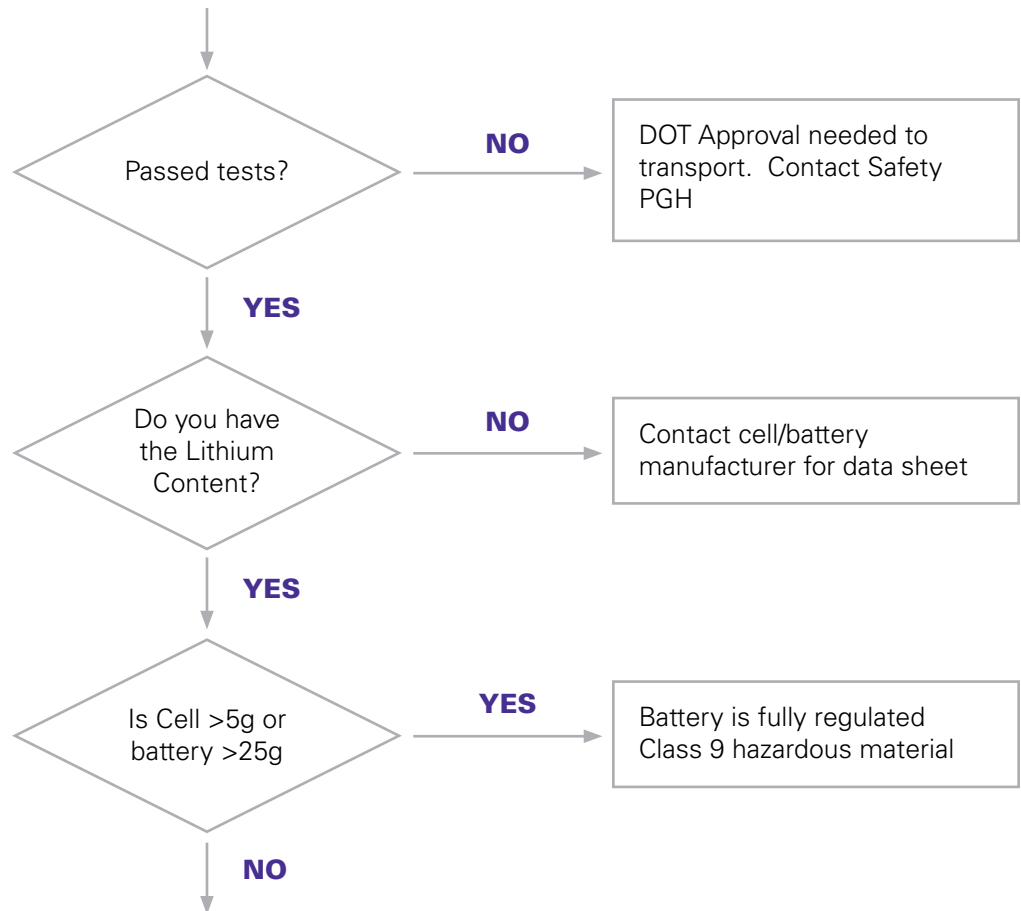 Passed tests?
NO
DOT Approval needed to
transport.  Contact Safety
PGH
YES
Do you have
the Lithium
Content?
NO
Contact cell/battery
manufacturer for data sheet
YES
Is Cell >5g or
battery >25g
YES
Battery is fully regulated
Class 9 hazardous material
NO